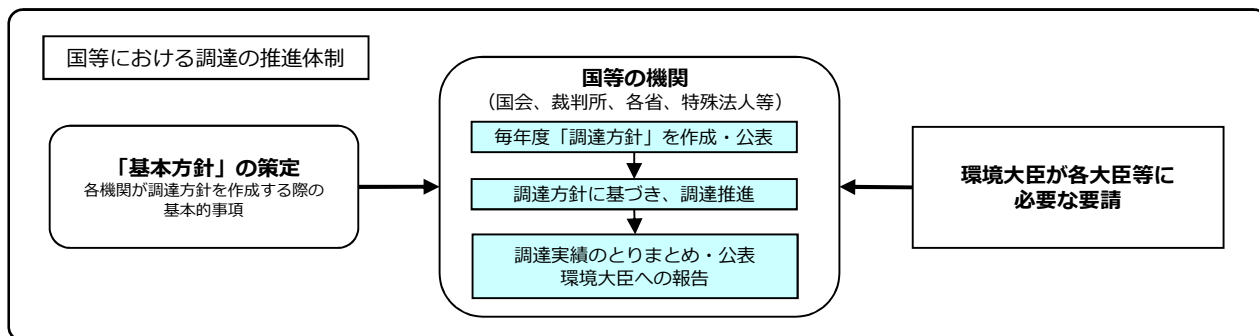 国等における調達の推進体制
国等の機関
（国会、裁判所、各省、特殊法人等）
毎年度「調達方針」を作成・公表
調達方針に基づき、調達推進
調達実績のとりまとめ・公表
環境大臣への報告
「基本方針」の策定
各機関が調達方針を作成する際の
基本的事項
環境大臣が各大臣等に
必要な要請